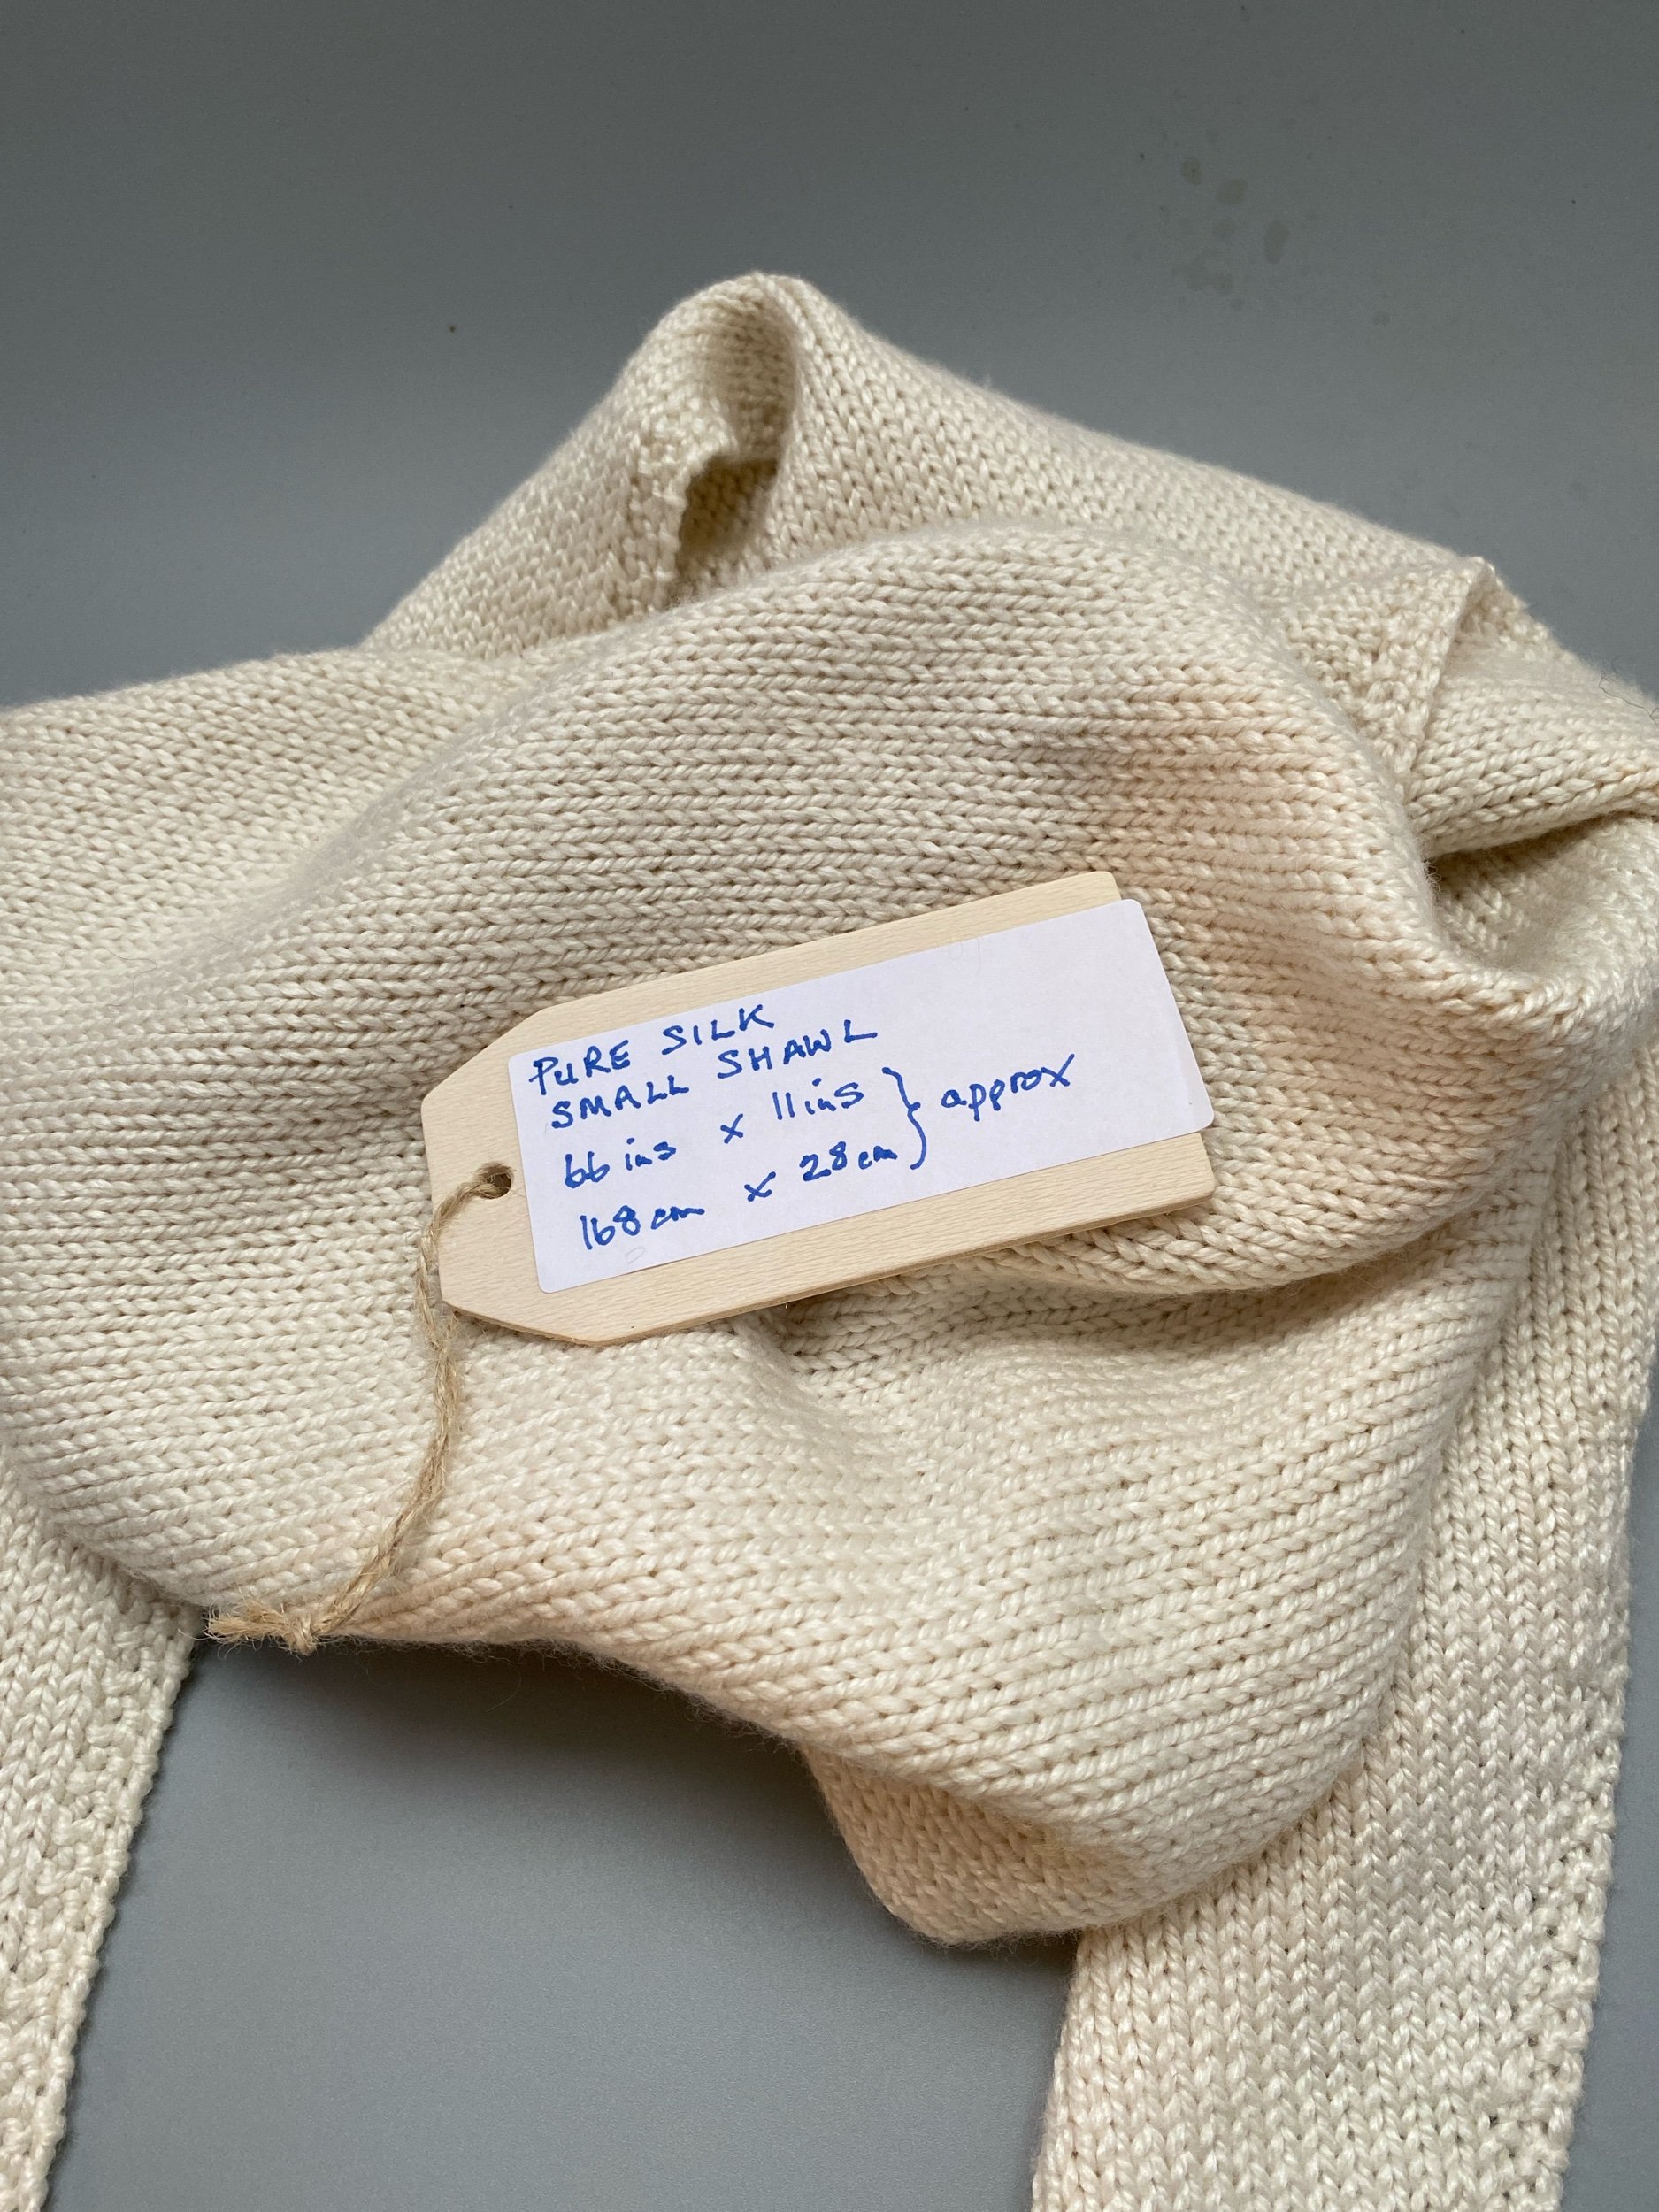 PURE SILK
SMALL SHAWL
66 ins x 11 ins } approx
168 cm x 28 cm